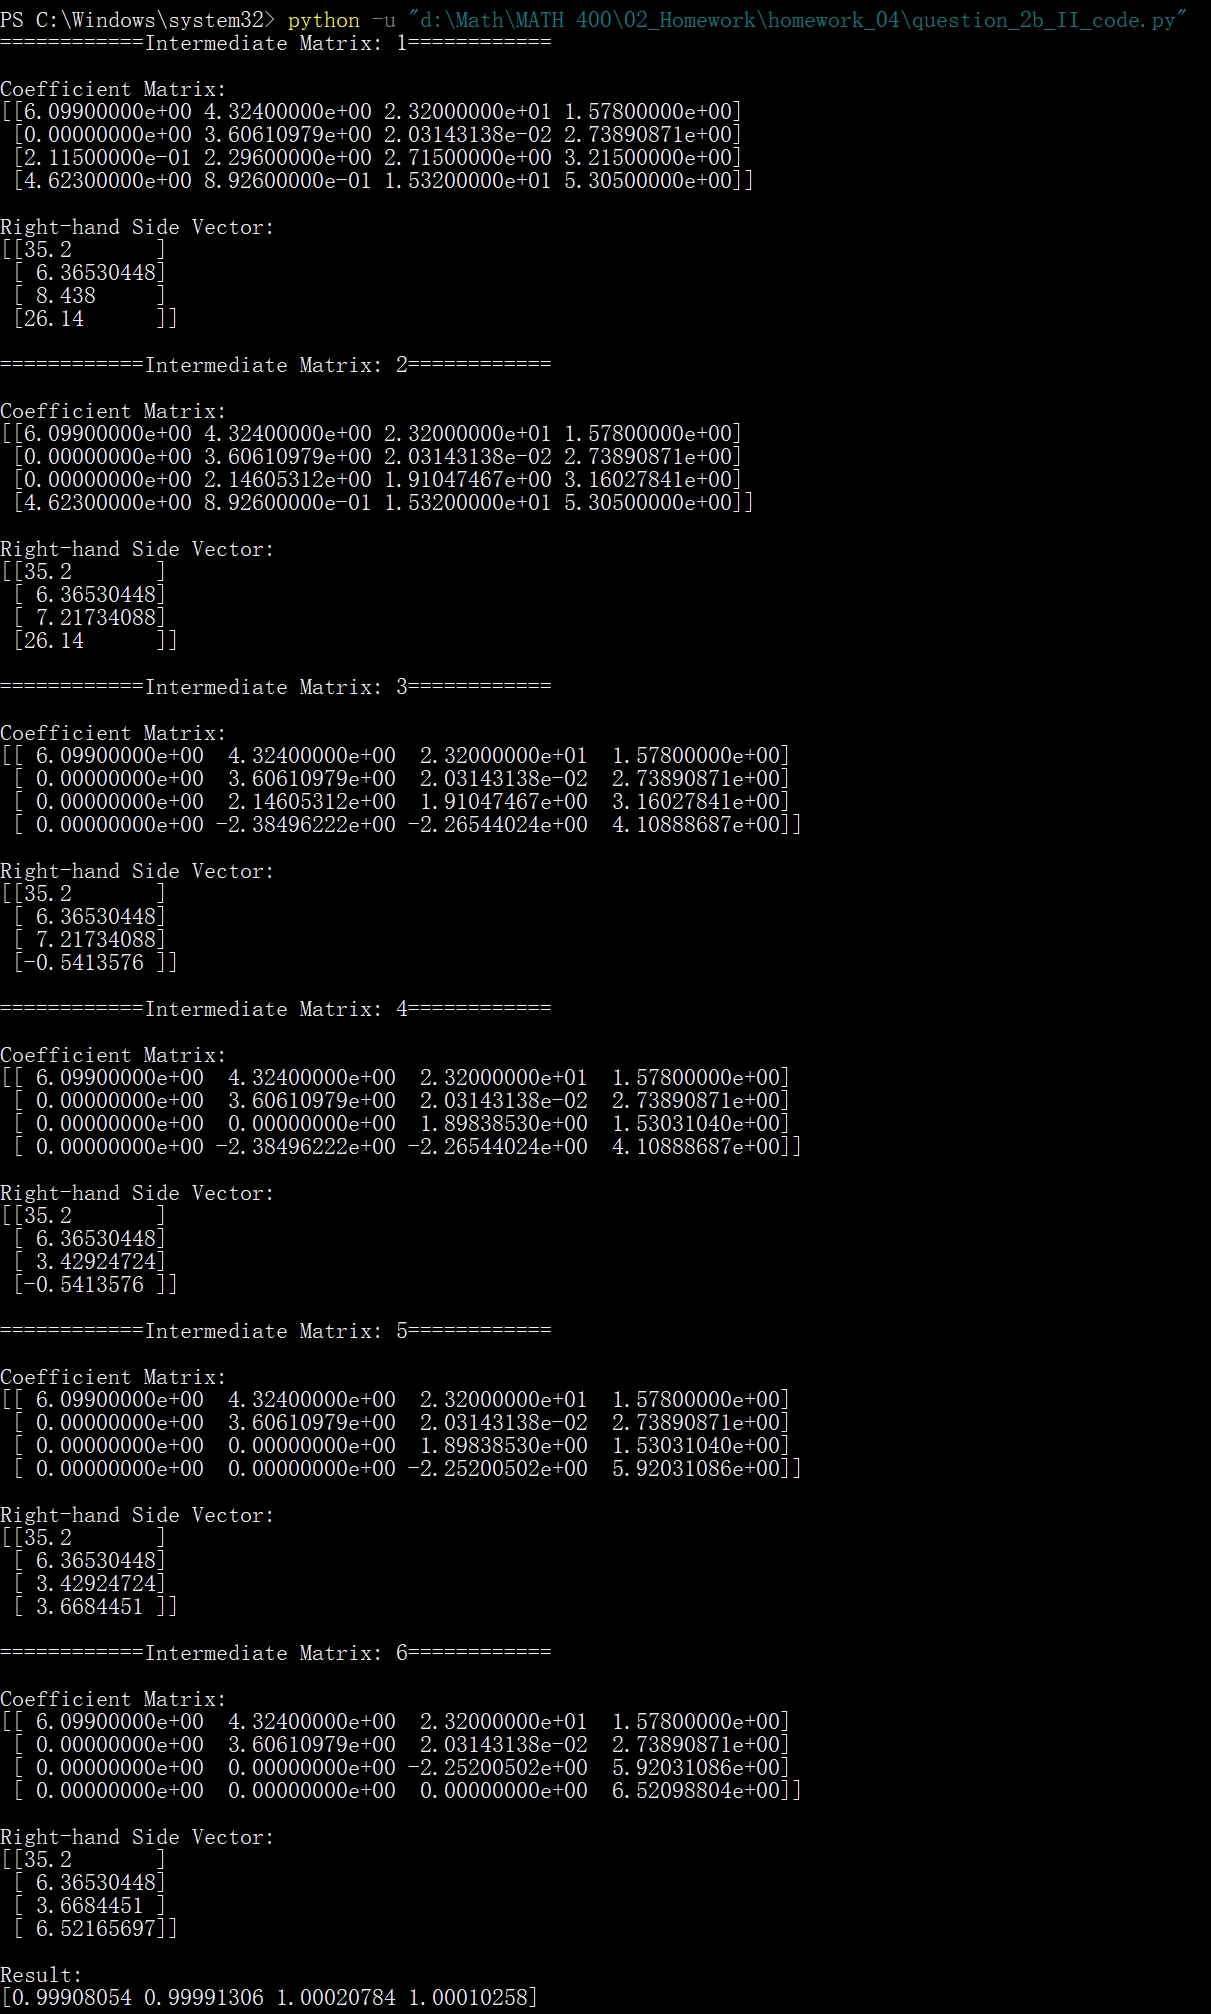 PS C:\Windows\system32> python -u "d:\Math\MATH 400\02_Homework\homework_04\question_2b_II_code.py"
============Intermediate Matrix: 1============
Coefficient Matrix:
[[6.09900000e+00 4.32400000e+00 2.32000000e+01 1.57800000e+00]
 [0.00000000e+00 3.60610979e+00 2.03143138e-02 2.73890871e+00]
 [2.11500000e-01 2.29600000e+00 2.71500000e+00 3.21500000e+00]
 [4.62300000e+00 8.92600000e-01 1.53200000e+01 5.30500000e+00]]
Right-hand Side Vector:
[[35.2       ]
 [ 6.36530448]
 [ 8.438     ]
 [26.14      ]]
============Intermediate Matrix: 2============
Coefficient Matrix:
[[6.09900000e+00 4.32400000e+00 2.32000000e+01 1.57800000e+00]
 [0.00000000e+00 3.60610979e+00 2.03143138e-02 2.73890871e+00]
 [0.00000000e+00 2.14605312e+00 1.91047467e+00 3.16027841e+00]
 [4.62300000e+00 8.92600000e-01 1.53200000e+01 5.30500000e+00]]
Right-hand Side Vector:
[[35.2       ]
 [ 6.36530448]
 [ 7.21734088]
 [26.14      ]]
============Intermediate Matrix: 3============
Coefficient Matrix:
[[ 6.09900000e+00  4.32400000e+00  2.32000000e+01  1.57800000e+00]
 [ 0.00000000e+00  3.60610979e+00  2.03143138e-02  2.73890871e+00]
 [ 0.00000000e+00  2.14605312e+00  1.91047467e+00  3.16027841e+00]
 [ 0.00000000e+00 -2.38496222e+00 -2.26544024e+00  4.10888687e+00]]
Right-hand Side Vector:
[[35.2       ]
 [ 6.36530448]
 [ 7.21734088]
 [-0.5413576 ]]
============Intermediate Matrix: 4============
Coefficient Matrix:
[[ 6.09900000e+00  4.32400000e+00  2.32000000e+01  1.57800000e+00]
 [ 0.00000000e+00  3.60610979e+00  2.03143138e-02  2.73890871e+00]
 [ 0.00000000e+00  0.00000000e+00  1.89838530e+00  1.53031040e+00]
 [ 0.00000000e+00 -2.38496222e+00 -2.26544024e+00  4.10888687e+00]]
Right-hand Side Vector:
[[35.2       ]
 [ 6.36530448]
 [ 3.42924724]
 [-0.5413576 ]]
============Intermediate Matrix: 5============
Coefficient Matrix:
[[ 6.09900000e+00  4.32400000e+00  2.32000000e+01  1.57800000e+00]
 [ 0.00000000e+00  3.60610979e+00  2.03143138e-02  2.73890871e+00]
 [ 0.00000000e+00  0.00000000e+00  1.89838530e+00  1.53031040e+00]
 [ 0.00000000e+00  0.00000000e+00 -2.25200502e+00  5.92031086e+00]]
Right-hand Side Vector:
[[35.2       ]
 [ 6.36530448]
 [ 3.42924724]
 [ 3.6684451 ]]
============Intermediate Matrix: 6============
Coefficient Matrix:
[[ 6.09900000e+00  4.32400000e+00  2.32000000e+01  1.57800000e+00]
 [ 0.00000000e+00  3.60610979e+00  2.03143138e-02  2.73890871e+00]
 [ 0.00000000e+00  0.00000000e+00 -2.25200502e+00  5.92031086e+00]
 [ 0.00000000e+00  0.00000000e+00  0.00000000e+00  6.52098804e+00]]
Right-hand Side Vector:
[[35.2       ]
 [ 6.36530448]
 [ 3.6684451 ]
 [ 6.52165697]]
Result:
[0.99908054 0.99991306 1.00020784 1.00010258]